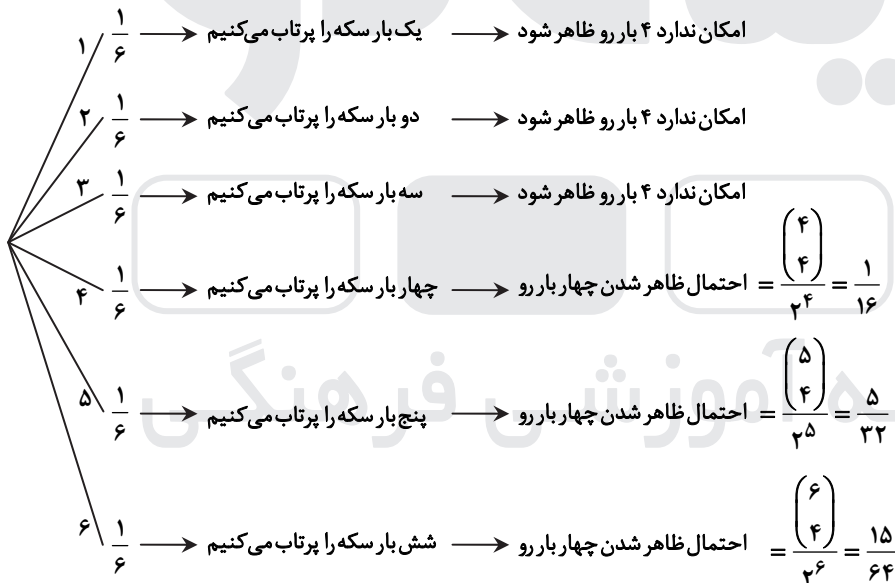 ۱ ۱/۶ → یک بار سکه را پرتاب می‌کنیم → امکان ندارد ۴ بار رو ظاهر شود
۲ ۱/۶ → دو بار سکه را پرتاب می‌کنیم → امکان ندارد ۴ بار رو ظاهر شود
۳ ۱/۶ → سه بار سکه را پرتاب می‌کنیم → امکان ندارد ۴ بار رو ظاهر شود
۴ ۱/۶ → چهار بار سکه را پرتاب می‌کنیم → احتمال ظاهر شدن چهار بار رو = (۴ ۴)/۲^۴ = ۱/۱۶
۵ ۱/۶ → پنج بار سکه را پرتاب می‌کنیم → احتمال ظاهر شدن چهار بار رو = (۵ ۴)/۲^۵ = ۵/۳۲
۶ ۱/۶ → شش بار سکه را پرتاب می‌کنیم → احتمال ظاهر شدن چهار بار رو = (۶ ۴)/۲^۶ = ۱۵/۶۴
آموزشی فرهنگی